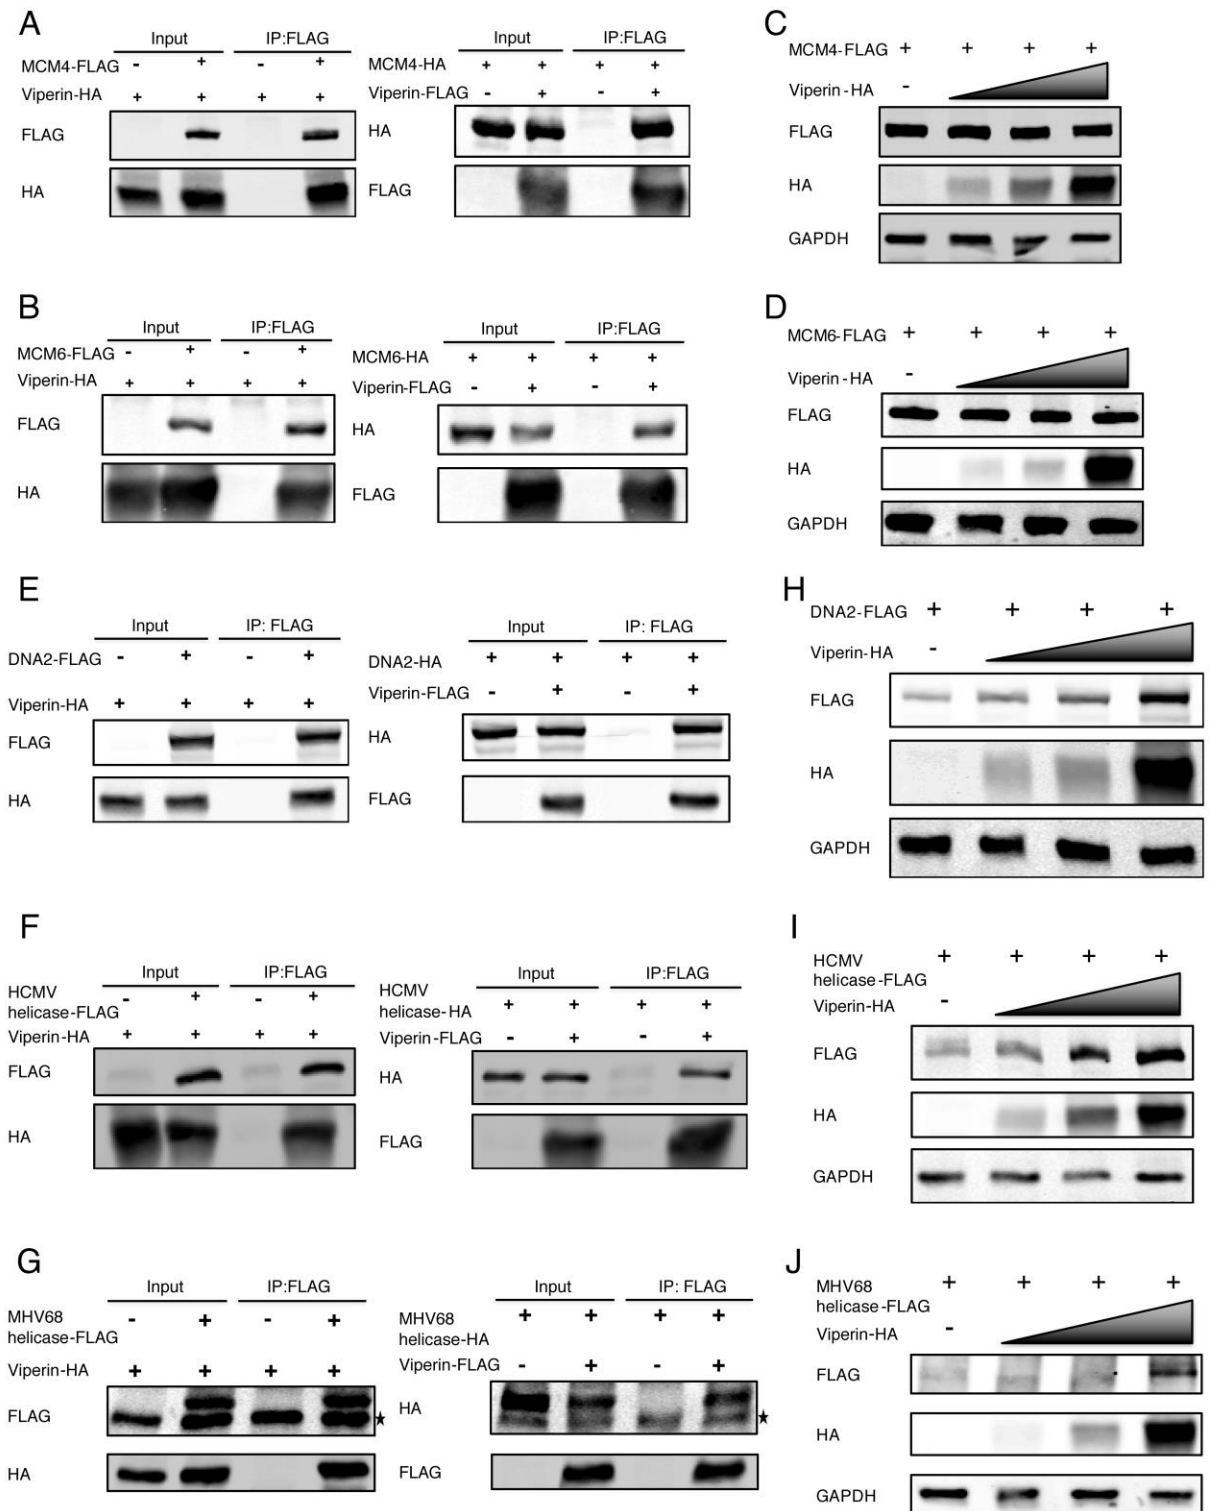 A
Input IP:FLAG
MCM4-FLAG - + - +
Viperin-HA + + + +
FLAG
HA
Input IP:FLAG
MCM4-HA + + + +
Viperin-FLAG - + - +
HA
FLAG
C
MCM4-FLAG + + + +
Viperin-HA -
FLAG
HA
GAPDH
B
Input IP:FLAG
MCM6-FLAG - + - +
Viperin-HA + + + +
FLAG
HA
Input IP:FLAG
MCM6-HA + + + +
Viperin-FLAG - + - +
HA
FLAG
D
MCM6-FLAG + + + +
Viperin-HA -
FLAG
HA
GAPDH
E
Input IP: FLAG
DNA2-FLAG - + - +
Viperin-HA + + + +
FLAG
HA
Input IP: FLAG
DNA2-HA + + + +
Viperin-FLAG - + - +
HA
FLAG
H
DNA2-FLAG + + + +
Viperin-HA -
FLAG
HA
GAPDH
F
Input IP:FLAG
HCMV
helicase-FLAG - + - +
Viperin-HA + + + +
FLAG
HA
Input IP:FLAG
HCMV
helicase-HA + + + +
Viperin-FLAG - + - +
HA
FLAG
I
HCMV + + + +
helicase-FLAG
Viperin-HA -
FLAG
HA
GAPDH
G
Input IP:FLAG
MHV68 - + - +
helicase-FLAG
Viperin-HA + + + +
FLAG ★
HA
Input IP: FLAG
MHV68 + + + +
helicase-HA
Viperin-FLAG - + - +
HA ★
FLAG
J
MHV68 + + + +
helicase-FLAG
Viperin-HA -
FLAG
HA
GAPDH